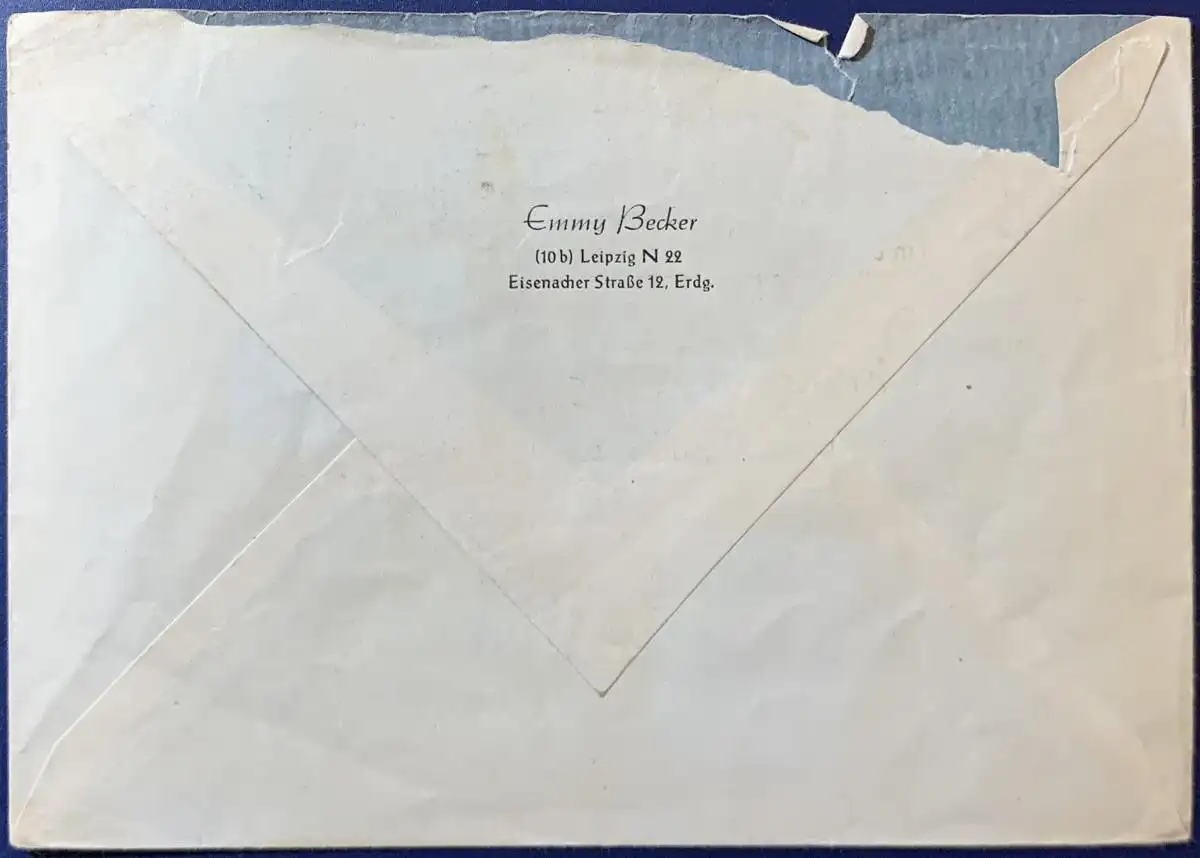 Emmy Becker
(10b) Leipzig N 22
Eisenacher Straße 12, Erdg.